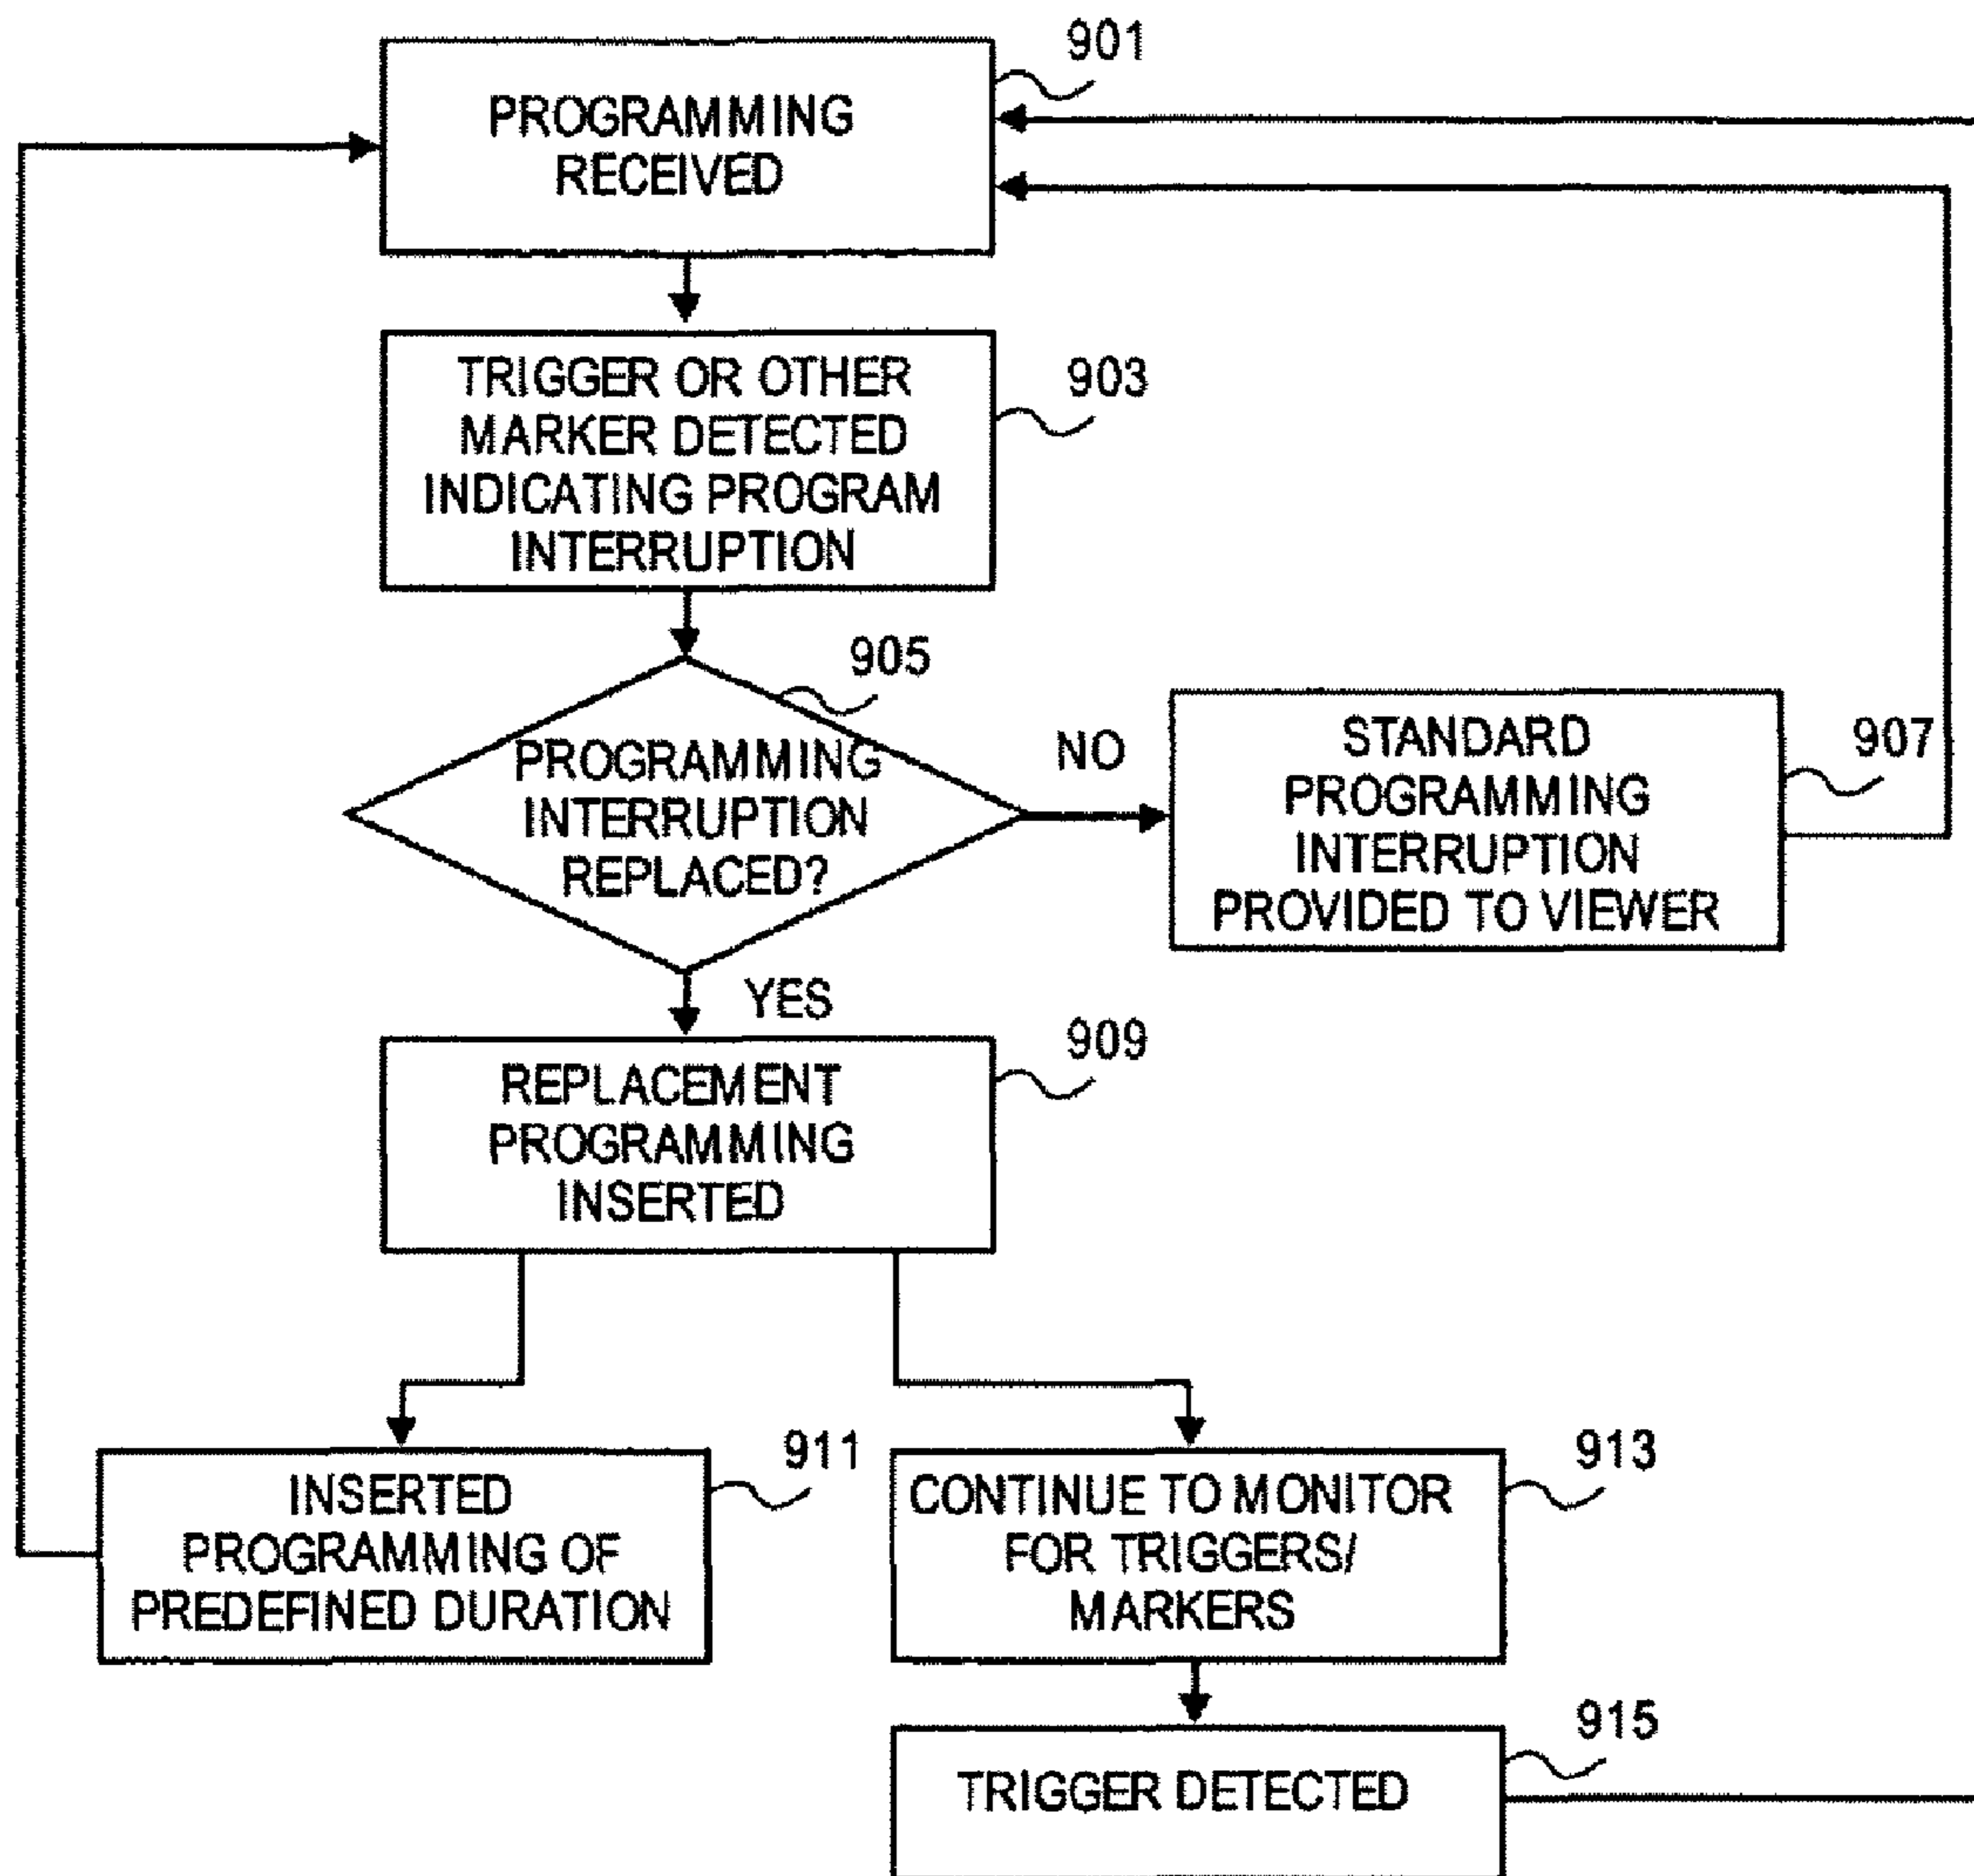 901
PROGRAMMING
RECEIVED
TRIGGER OR OTHER
MARKER DETECTED
INDICATING PROGRAM
INTERRUPTION
903
905
PROGRAMMING
INTERRUPTION
REPLACED?
NO
STANDARD
PROGRAMMING
INTERRUPTION
PROVIDED TO VIEWER
907
YES
REPLACEMENT
PROGRAMMING
INSERTED
909
INSERTED
PROGRAMMING OF
PREDEFINED DURATION
911
CONTINUE TO MONITOR
FOR TRIGGERS/
MARKERS
913
TRIGGER DETECTED
915